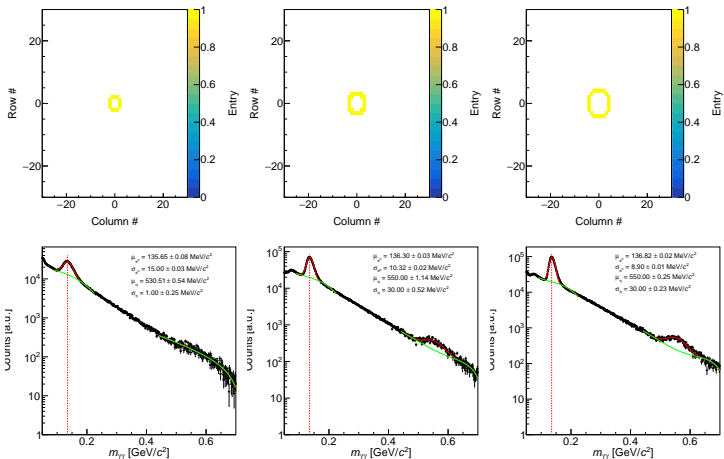 Row #
20
0
−20
−20 0 20
Column #
1
0.8
0.6
0.4
0.2
0
Entry
Row #
20
0
−20
−20 0 20
Column #
1
0.8
0.6
0.4
0.2
0
Entry
Row #
20
0
−20
−20 0 20
Column #
1
0.8
0.6
0.4
0.2
0
Entry
μπ⁰ = 135.65 ± 0.08 MeV/c²
σπ⁰ = 15.00 ± 0.03 MeV/c²
μη = 530.51 ± 0.54 MeV/c²
ση = 1.00 ± 0.25 MeV/c²
Counts [a.u.]
10⁴
10³
10²
10
1
0.2 0.4 0.6
mγγ [GeV/c²]
μπ⁰ = 136.30 ± 0.03 MeV/c²
σπ⁰ = 10.32 ± 0.02 MeV/c²
μη = 550.00 ± 1.14 MeV/c²
ση = 30.00 ± 0.52 MeV/c²
Counts [a.u.]
10⁵
10⁴
10³
10²
10
1
0.2 0.4 0.6
mγγ [GeV/c²]
μπ⁰ = 136.82 ± 0.02 MeV/c²
σπ⁰ = 8.90 ± 0.01 MeV/c²
μη = 550.00 ± 0.25 MeV/c²
ση = 30.00 ± 0.23 MeV/c²
Counts [a.u.]
10⁵
10⁴
10³
10²
10
1
0.2 0.4 0.6
mγγ [GeV/c²]